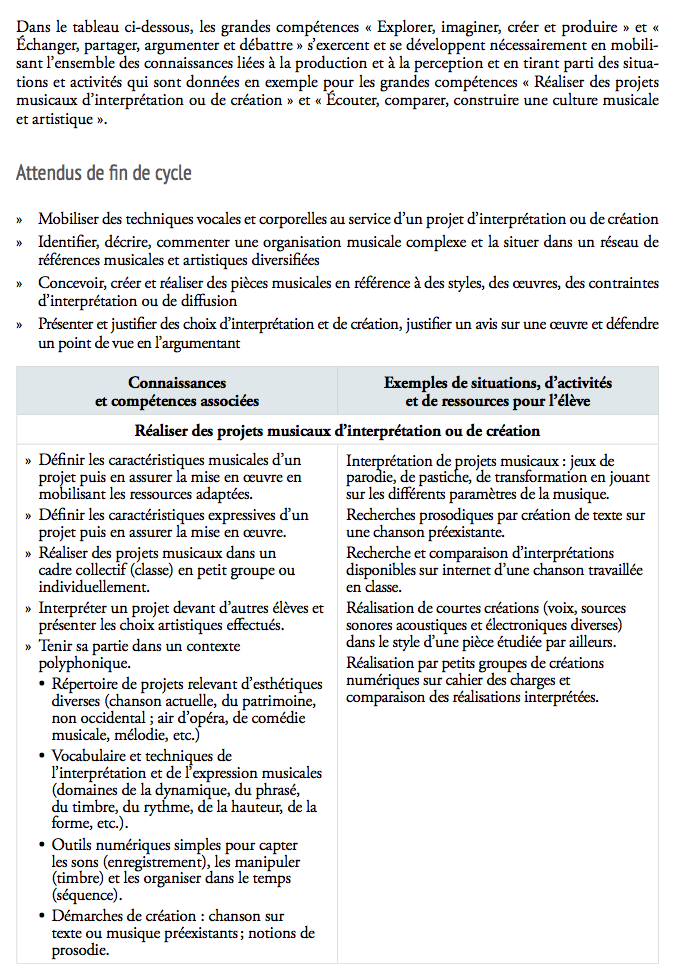 Dans le tableau ci-dessous, les grandes compétences « Explorer, imaginer, créer et produire » et «
Échanger, partager, argumenter et débattre » s'exercent et se développent nécessairement en mobili-
sant l'ensemble des connaissances liées à la production et à la perception et en tirant parti des situa-
tions et activités qui sont données en exemple pour les grandes compétences « Réaliser des projets
musicaux d'interprétation ou de création » et « Écouter, comparer, construire une culture musicale
et artistique ».
Attendus de fin de cycle
» Mobiliser des techniques vocales et corporelles au service d'un projet d'interprétation ou de création
» Identifier, décrire, commenter une organisation musicale complexe et la situer dans un réseau de
références musicales et artistiques diversifiées
» Concevoir, créer et réaliser des pièces musicales en référence à des styles, des œuvres, des contraintes
d'interprétation ou de diffusion
» Présenter et justifier des choix d'interprétation et de création, justifier un avis sur une œuvre et défendre
un point de vue en l'argumentant
Connaissances
et compétences associées
Exemples de situations, d'activités
et de ressources pour l'élève
Réaliser des projets musicaux d'interprétation ou de création
» Définir les caractéristiques musicales d'un
projet puis en assurer la mise en œuvre en
mobilisant les ressources adaptées.
» Définir les caractéristiques expressives d'un
projet puis en assurer la mise en œuvre.
» Réaliser des projets musicaux dans un
cadre collectif (classe) en petit groupe ou
individuellement.
» Interpréter un projet devant d'autres élèves et
présenter les choix artistiques effectués.
» Tenir sa partie dans un contexte
polyphonique.
• Répertoire de projets relevant d'esthétiques
diverses (chanson actuelle, du patrimoine,
non occidental ; air d'opéra, de comédie
musicale, mélodie, etc.)
• Vocabulaire et techniques de
l'interprétation et de l'expression musicales
(domaines de la dynamique, du phrasé,
du timbre, du rythme, de la hauteur, de la
forme, etc.).
• Outils numériques simples pour capter
les sons (enregistrement), les manipuler
(timbre) et les organiser dans le temps
(séquence).
• Démarches de création : chanson sur
texte ou musique préexistants ; notions de
prosodie.
Interprétation de projets musicaux : jeux de
parodie, de pastiche, de transformation en jouant
sur les différents paramètres de la musique.
Recherches prosodiques par création de texte sur
une chanson préexistante.
Recherche et comparaison d'interprétations
disponibles sur internet d'une chanson travaillée
en classe.
Réalisation de courtes créations (voix, sources
sonores acoustiques et électroniques diverses)
dans le style d'une pièce étudiée par ailleurs.
Réalisation par petits groupes de créations
numériques sur cahier des charges et
comparaison des réalisations interprétées.